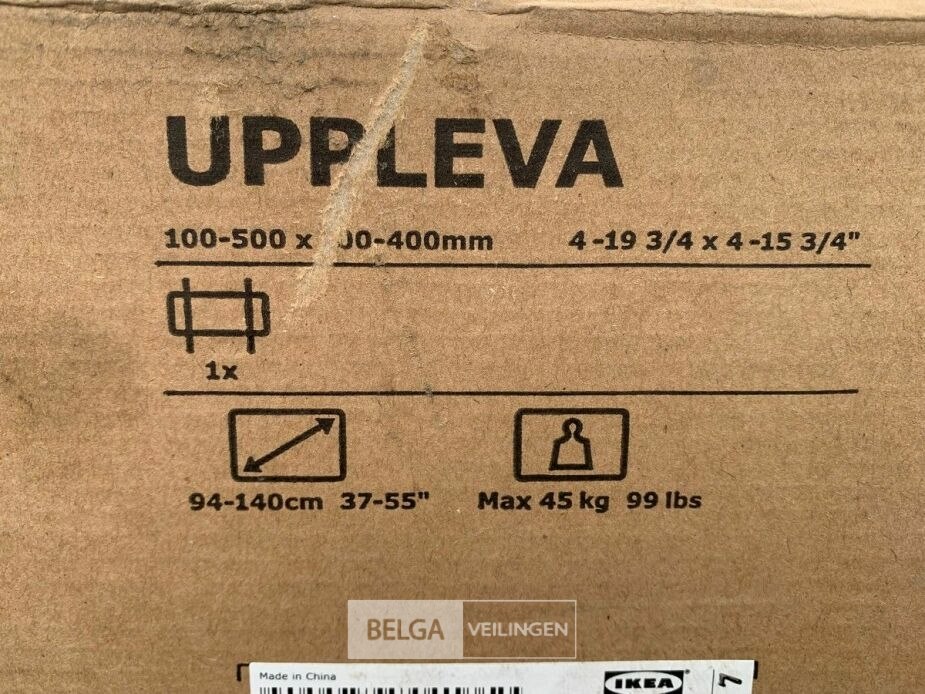 UPPLEVA
100-500 x 00-400mm 4-19 3/4 x 4-15 3/4"
1x
94-140cm 37-55" Max 45 kg 99 lbs
BELGA VEILINGEN
Made in China
IKEA
7